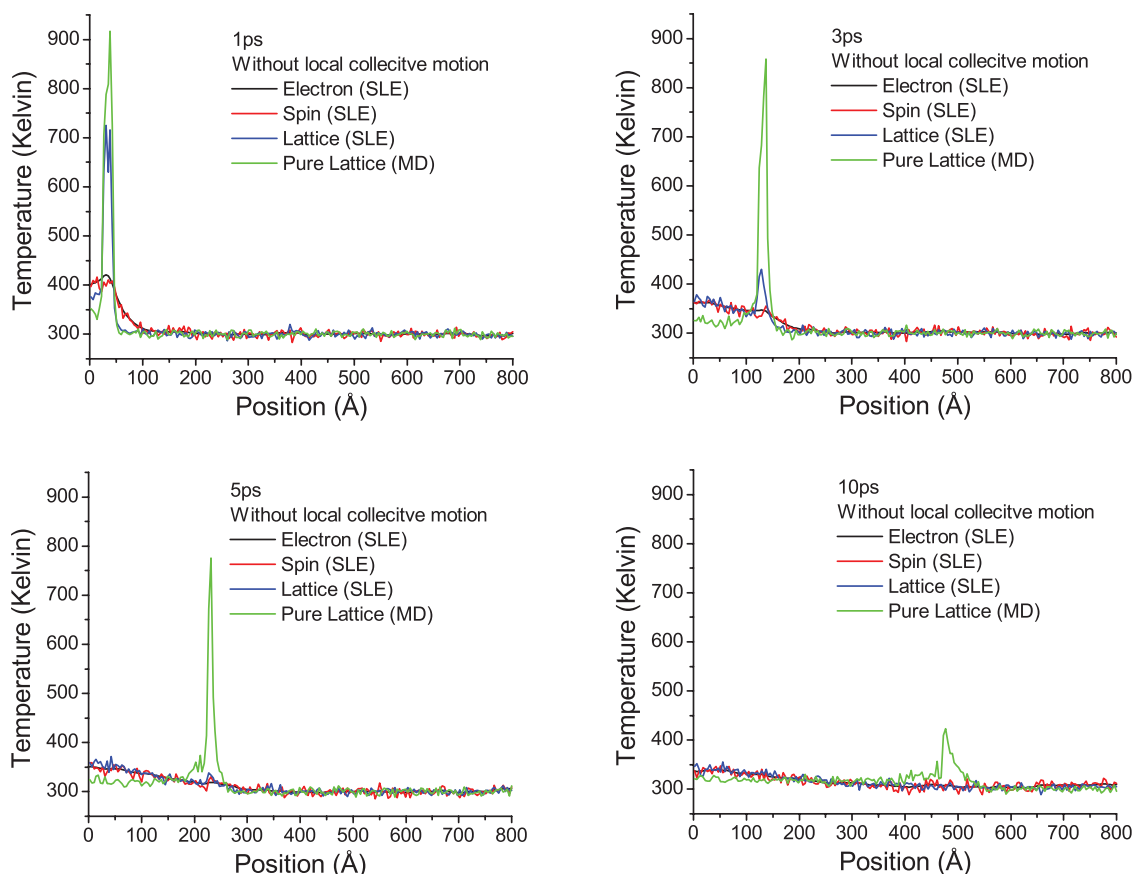 1ps
Without local collecitve motion
Electron (SLE)
Spin (SLE)
Lattice (SLE)
Pure Lattice (MD)
Temperature (Kelvin)
900
800
700
600
500
400
300
0 100 200 300 400 500 600 700 800
Position (Å)
3ps
Without local collecitve motion
Electron (SLE)
Spin (SLE)
Lattice (SLE)
Pure Lattice (MD)
Temperature (Kelvin)
900
800
700
600
500
400
300
0 100 200 300 400 500 600 700 800
Position (Å)
5ps
Without local collecitve motion
Electron (SLE)
Spin (SLE)
Lattice (SLE)
Pure Lattice (MD)
Temperature (Kelvin)
900
800
700
600
500
400
300
0 100 200 300 400 500 600 700 800
Position (Å)
10ps
Without local collecitve motion
Electron (SLE)
Spin (SLE)
Lattice (SLE)
Pure Lattice (MD)
Temperature (Kelvin)
900
800
700
600
500
400
300
0 100 200 300 400 500 600 700 800
Position (Å)